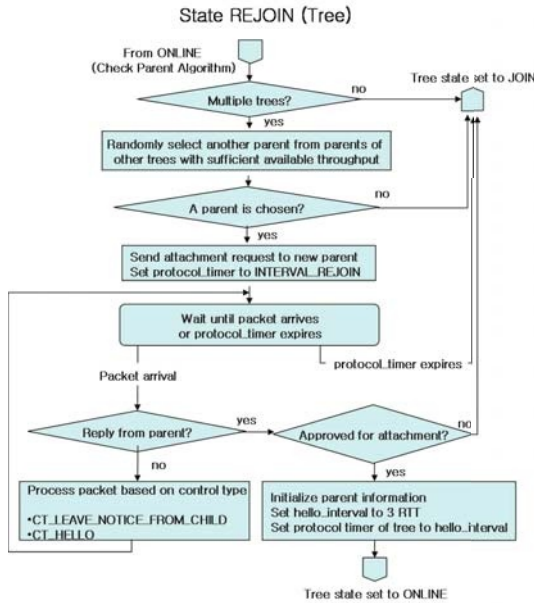 State REJOIN (Tree)
From ONLINE
(Check Parent Algorithm)
Tree state set to JOIN
Multiple trees?
no
yes
Randomly select another parent from parents of
other trees with sufficient available throughput
no
A parent is chosen?
yes
Send attachment request to new parent
Set protocol_timer to INTERVAL_REJOIN
Wait until packet arrives
or protocol_timer expires
protocol_timer expires
Packet arrival
Reply from parent?
yes
Approved for attachment?
no
no
yes
Process packet based on control type
•CT_LEAVE_NOTICE_FROM_CHILD
•CT_HELLO
Initialize parent information
Set hello_interval to 3 RTT
Set protocol timer of tree to hello_interval
Tree state set to ONLINE